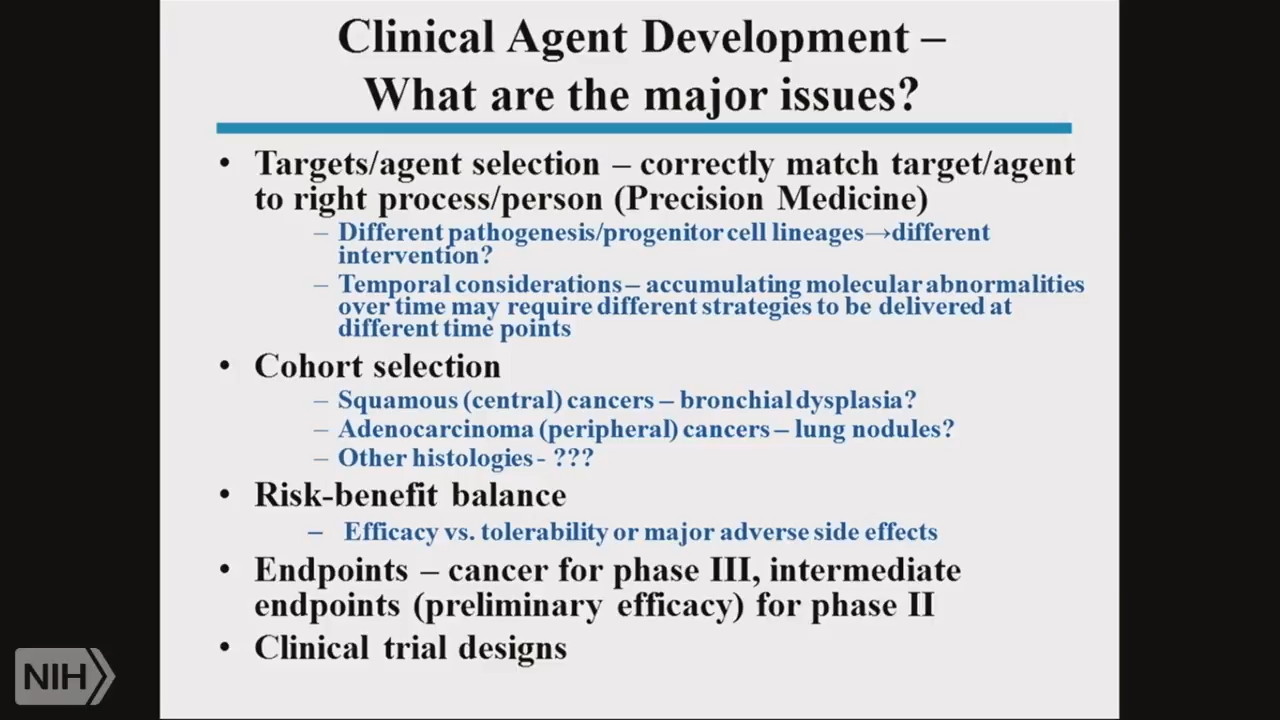 Clinical Agent Development –
What are the major issues?
• Targets/agent selection – correctly match target/agent
to right process/person (Precision Medicine)
– Different pathogenesis/progenitor cell lineages→different
intervention?
– Temporal considerations – accumulating molecular abnormalities
over time may require different strategies to be delivered at
different time points
• Cohort selection
– Squamous (central) cancers – bronchial dysplasia?
– Adenocarcinoma (peripheral) cancers – lung nodules?
– Other histologies - ???
• Risk-benefit balance
– Efficacy vs. tolerability or major adverse side effects
• Endpoints – cancer for phase III, intermediate
endpoints (preliminary efficacy) for phase II
• Clinical trial designs
NIH